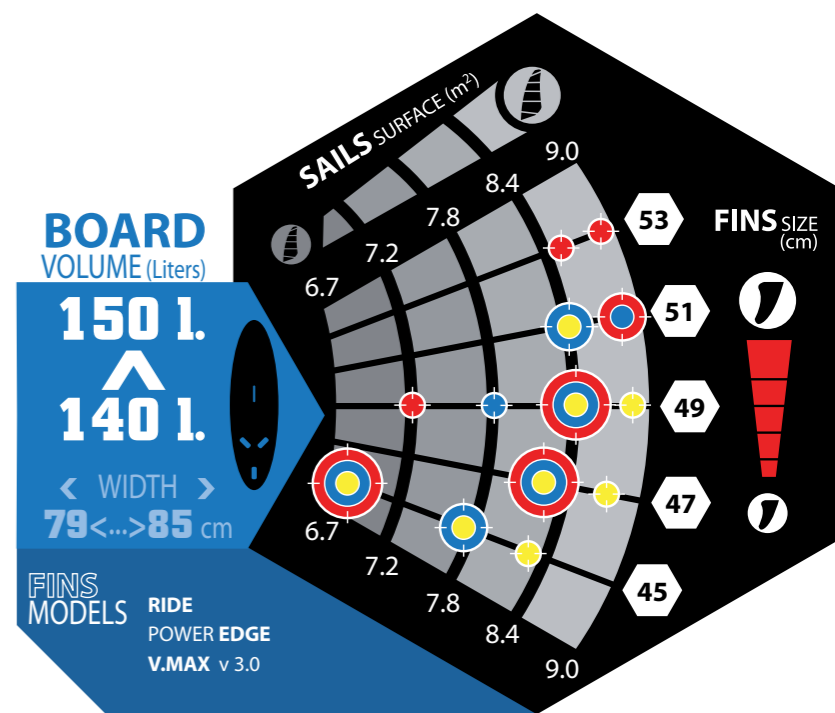 SAILS SURFACE (m²)
9.0
8.4
7.8
7.2
6.7
53
FINS SIZE
(cm)
51
49
47
45
BOARD
VOLUME (Liters)
150 l.
140 l.
< WIDTH >
79<...>85 cm
6.7
7.2
7.8
8.4
9.0
FINS
MODELS
RIDE
POWER EDGE
V.MAX v 3.0